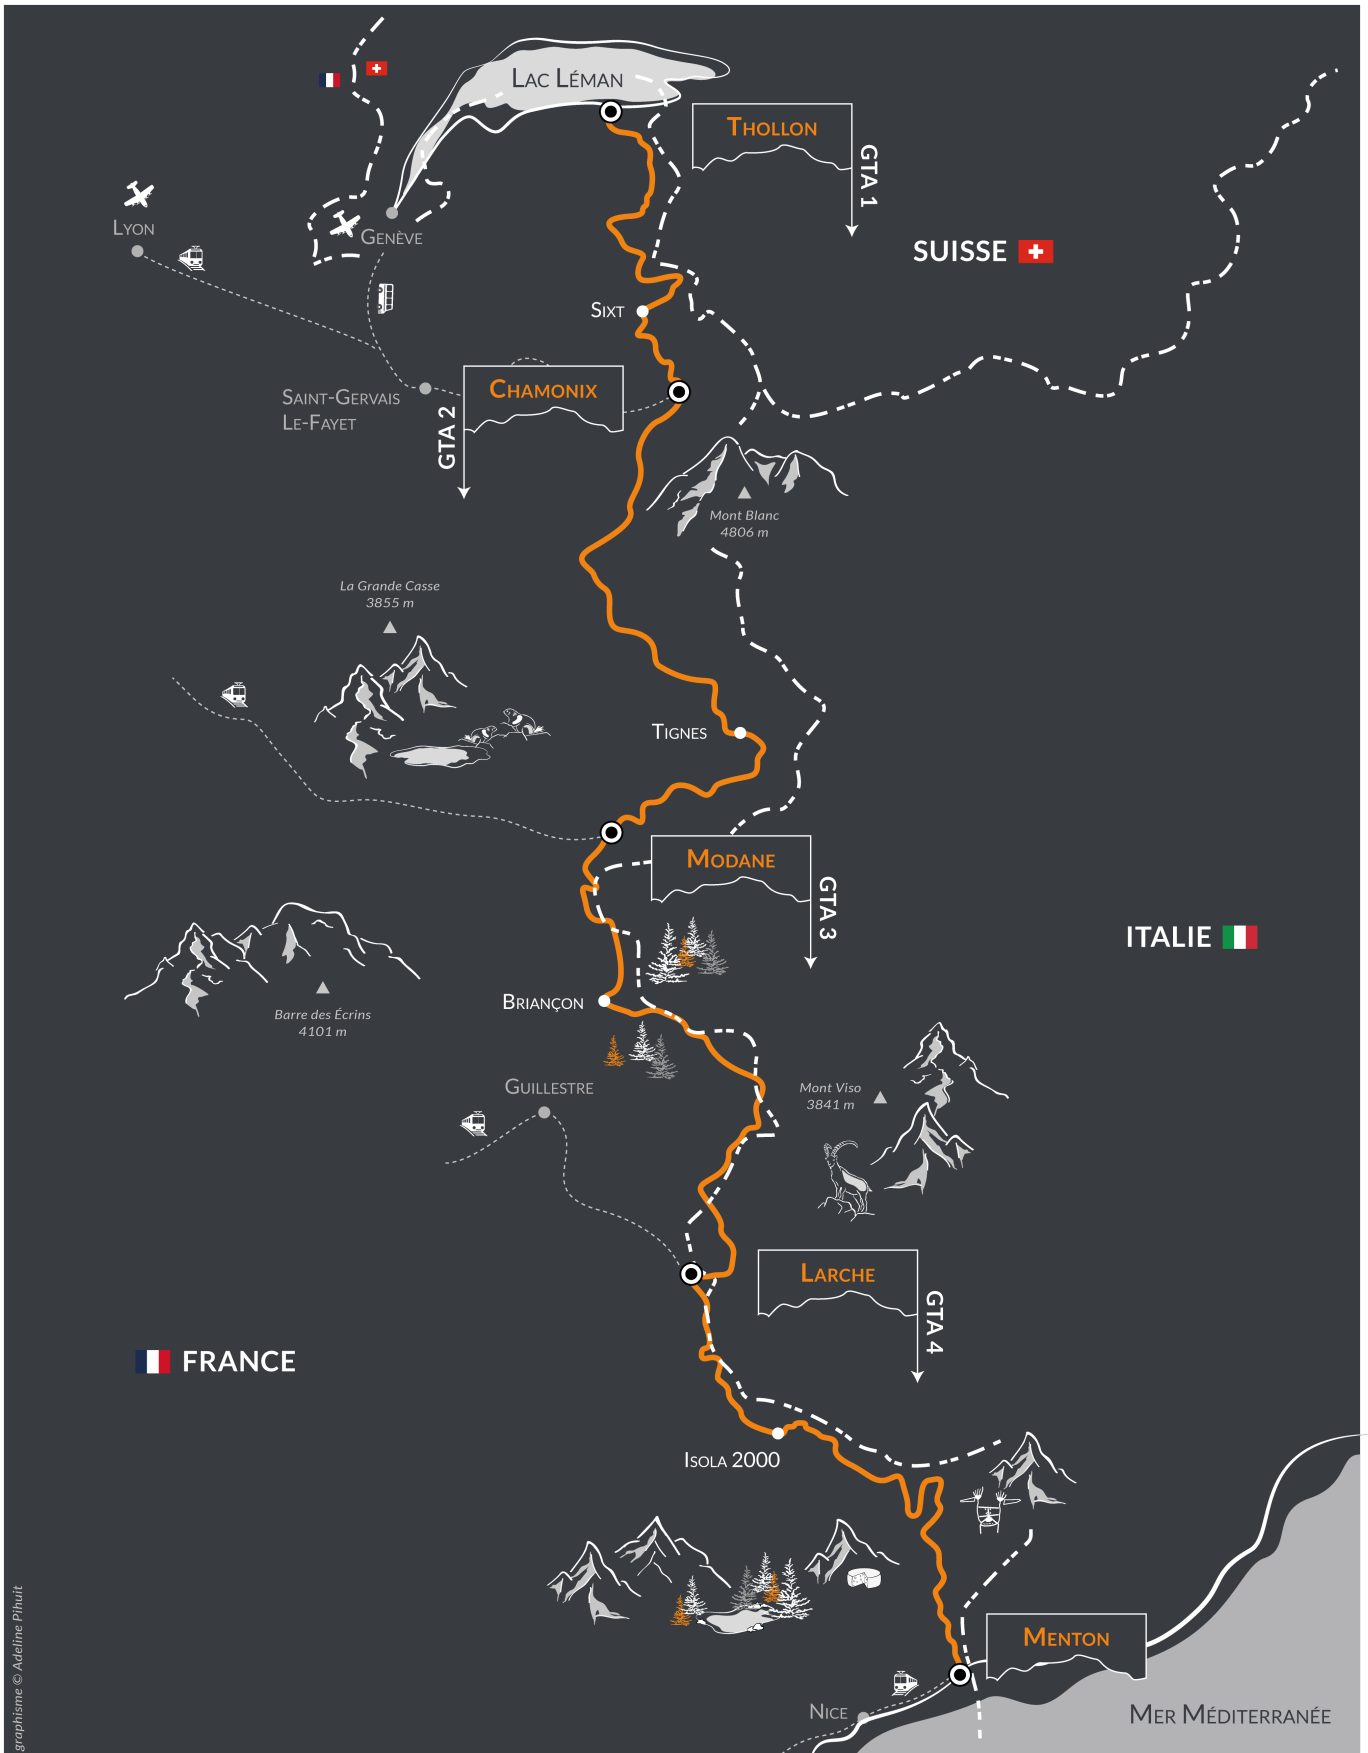 LAC LÉMAN
THOLLON
GTA 1
LYON
GENÈVE
SUISSE
SIXT
SAINT-GERVAIS
LE-FAYET
CHAMONIX
GTA 2
Mont Blanc
4806 m
La Grande Casse
3855 m
TIGNES
MODANE
GTA 3
ITALIE
BRIANÇON
Barre des Écrins
4101 m
GUILLESTRE
Mont Viso
3841 m
LARCHE
GTA 4
FRANCE
ISOLA 2000
MENTON
NICE
MER MÉDITERRANÉE
graphisme © Adeline Pihuit